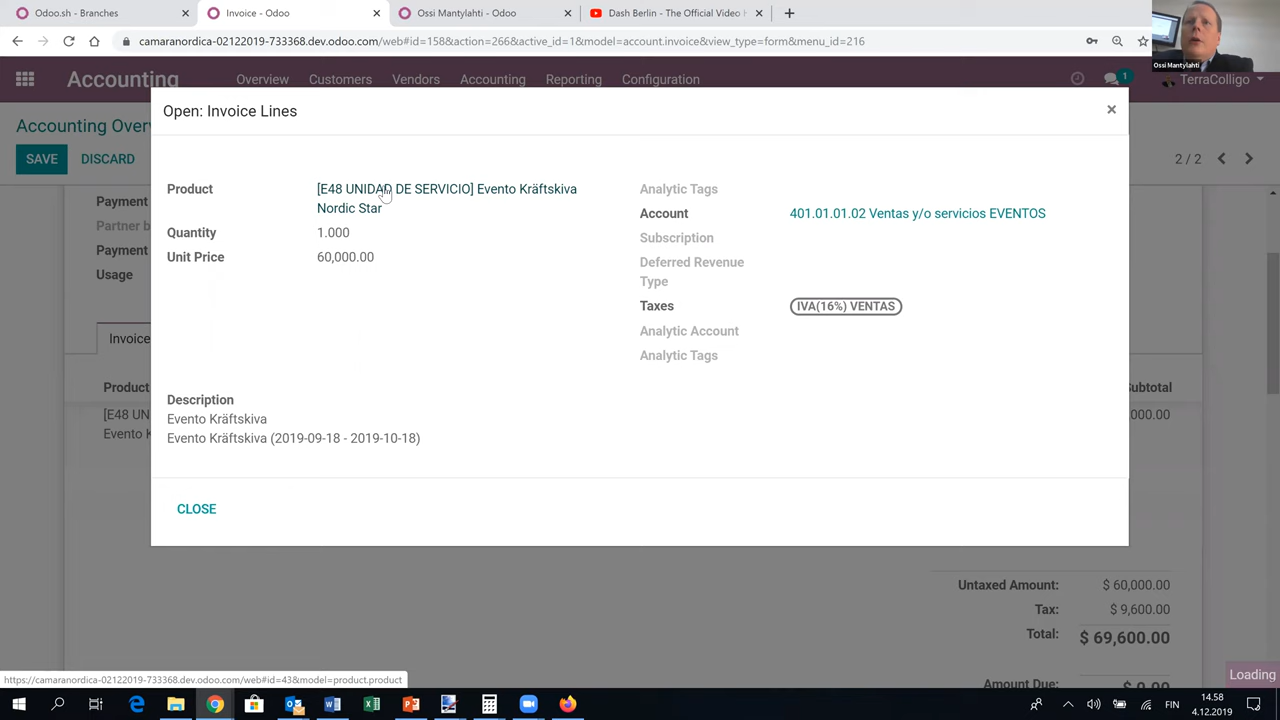 Odoo.sh - Branches
Invoice - Odoo
Ossi Mantylahti - Odoo
Dash Berlin - The Official Video
camaranordica-02122019-733368.dev.odoo.com/web#id=158&action=266&active_id=1&model=account.invoice&view_type=form&menu_id=216
Ossi Mantylahti
Accounting Overview Customers Vendors Accounting Reporting Configuration 1 TerraColligo
Accounting Overv
SAVE DISCARD 2 / 2
Open: Invoice Lines
Product [E48 UNIDAD DE SERVICIO] Evento Kräftskiva
Nordic Star
Quantity 1.000
Unit Price 60,000.00
Analytic Tags
Account 401.01.01.02 Ventas y/o servicios EVENTOS
Subscription
Deferred Revenue
Type
Taxes IVA(16%) VENTAS
Analytic Account
Analytic Tags
Description
Evento Kräftskiva
Evento Kräftskiva (2019-09-18 - 2019-10-18)
CLOSE
Payment
Partner b
Payment
Usage
Invoice
Product
[E48 UN
Evento K
ubtotal
000.00
Untaxed Amount: $ 60,000.00
Tax: $ 9,600.00
Total: $ 69,600.00
Amount Due:
Loading
https://camaranordica-02122019-733368.dev.odoo.com/web#id=43&model=product.product
FIN
14.58
4.12.2019